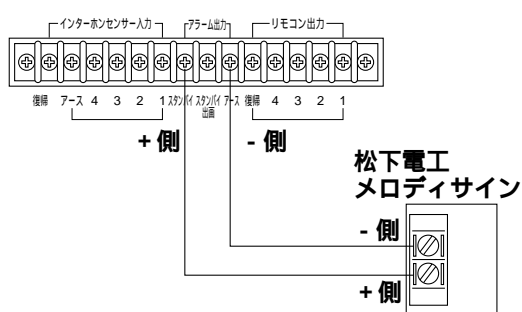 インターホンセンサー入力 アラーム出力 リモコン出力
復帰 アース 4 3 2 1 スタンバイ スタンバイ出画 アース 復帰 4 3 2 1
+側 -側
松下電工
メロディサイン
-側
+側